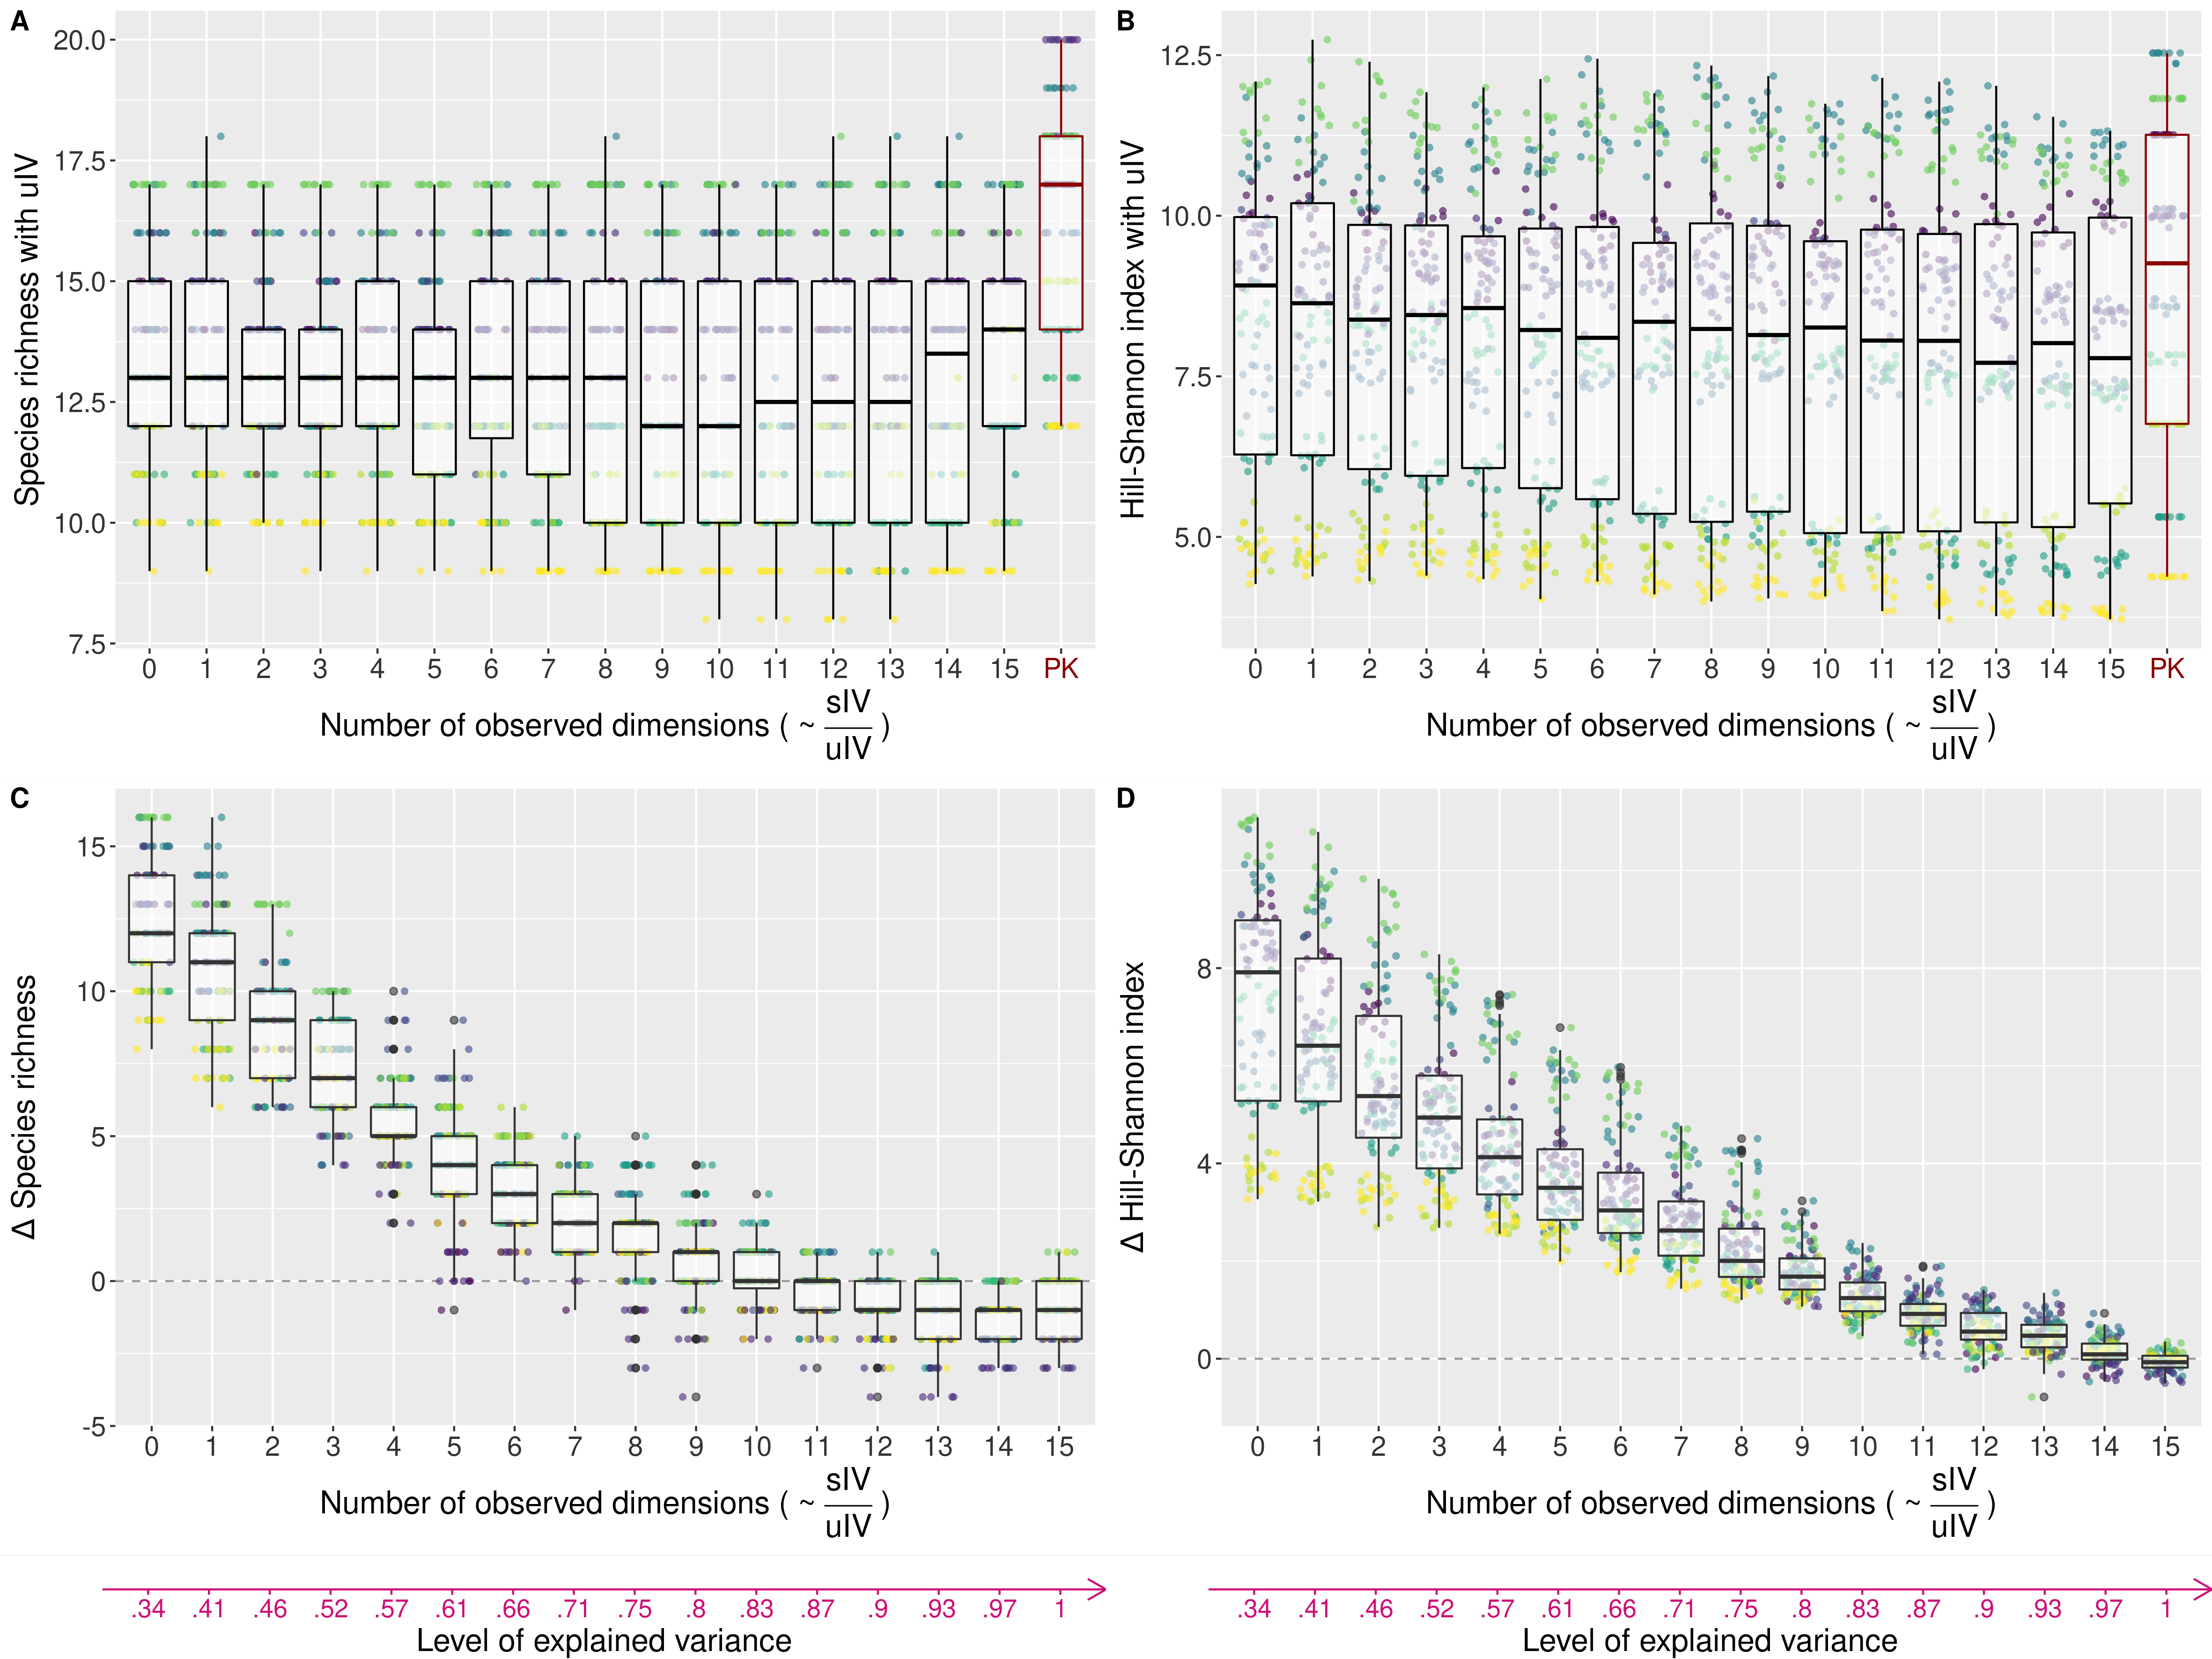 A
Species richness with uIV
20.0
17.5
15.0
12.5
10.0
7.5
0 1 2 3 4 5 6 7 8 9 10 11 12 13 14 15 PK
Number of observed dimensions ( ~ sIV
uIV )
B
Hill-Shannon index with uIV
12.5
10.0
7.5
5.0
0 1 2 3 4 5 6 7 8 9 10 11 12 13 14 15 PK
Number of observed dimensions ( ~ sIV
uIV )
C
Δ Species richness
15
10
5
0
-5
0 1 2 3 4 5 6 7 8 9 10 11 12 13 14 15
Number of observed dimensions ( ~ sIV
uIV )
D
Δ Hill-Shannon index
8
4
0
0 1 2 3 4 5 6 7 8 9 10 11 12 13 14 15
Number of observed dimensions ( ~ sIV
uIV )
.34 .41 .46 .52 .57 .61 .66 .71 .75 .8 .83 .87 .9 .93 .97 1
Level of explained variance
.34 .41 .46 .52 .57 .61 .66 .71 .75 .8 .83 .87 .9 .93 .97 1
Level of explained variance